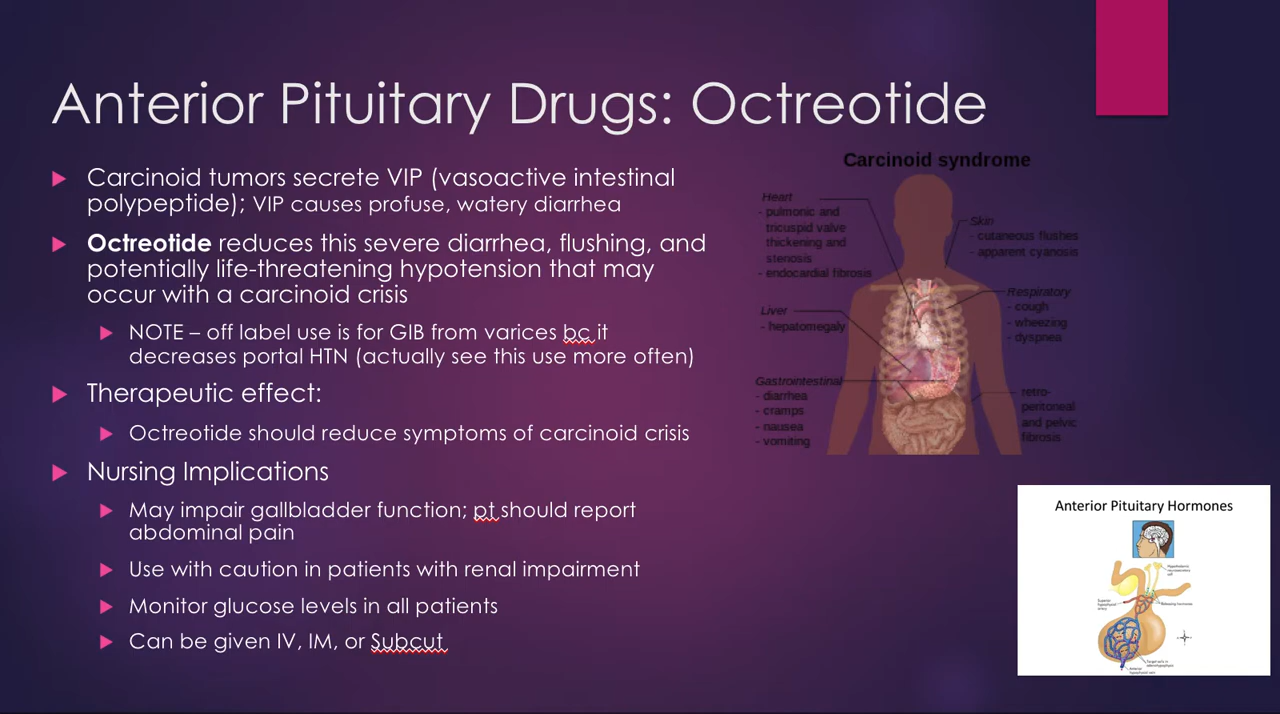 Anterior Pituitary Drugs: Octreotide
Carcinoid tumors secrete VIP (vasoactive intestinal
polypeptide); VIP causes profuse, watery diarrhea
Octreotide reduces this severe diarrhea, flushing, and
potentially life-threatening hypotension that may
occur with a carcinoid crisis
NOTE – off label use is for GIB from varices bc it
decreases portal HTN (actually see this use more often)
Therapeutic effect:
Octreotide should reduce symptoms of carcinoid crisis
Nursing Implications
May impair gallbladder function; pt should report
abdominal pain
Use with caution in patients with renal impairment
Monitor glucose levels in all patients
Can be given IV, IM, or Subcut.
Carcinoid syndrome
Heart
- pulmonic and
tricuspid valve
thickening and
stenosis
- endocardial fibrosis
Skin
- cutaneous flushes
- apparent cyanosis
Respiratory
- cough
- wheezing
- dyspnea
Liver
- hepatomegaly
Gastrointestinal
- diarrhea
- cramps
- nausea
- vomiting
retro-
peritoneal
and pelvic
fibrosis
Anterior Pituitary Hormones